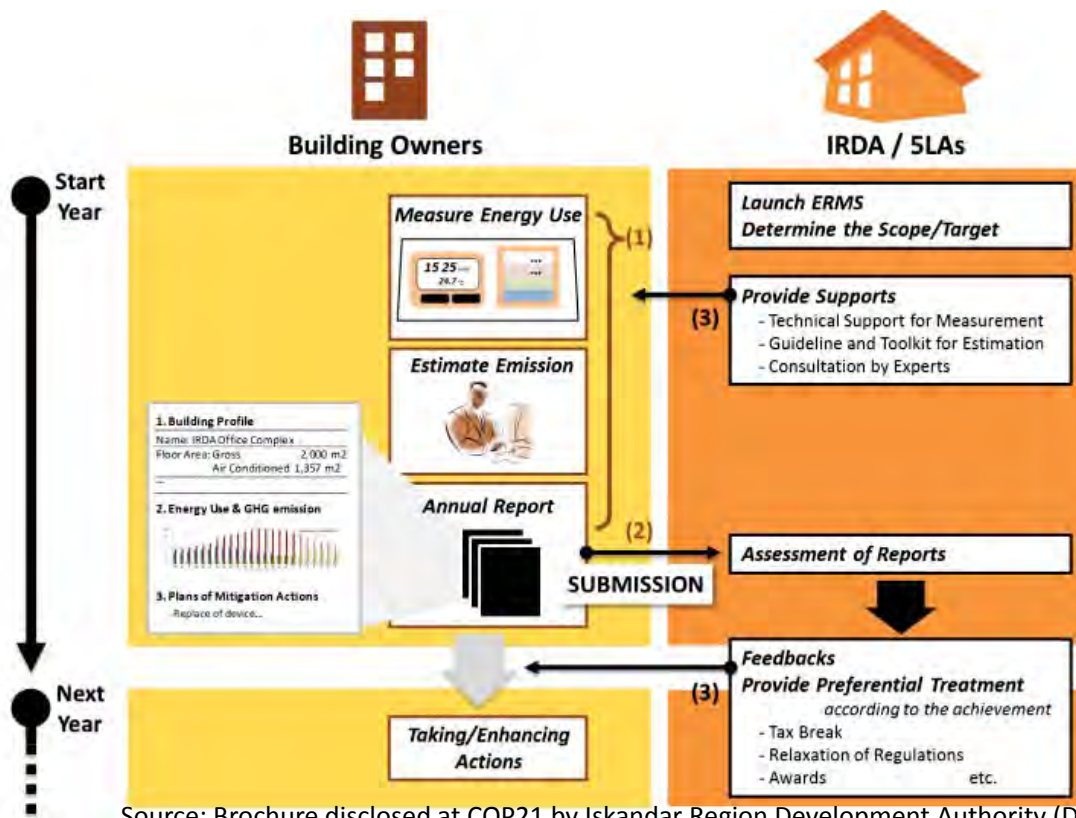 Building Owners
IRDA / 5LAs
Start
Year
Measure Energy Use
15 25
24.7
(1)
Launch ERMS
Determine the Scope/Target
Provide Supports
- Technical Support for Measurement
- Guideline and Toolkit for Estimation
- Consultation by Experts
(3)
Estimate Emission
1. Building Profile
Name: IRDA Office Complex
Floor Area: Gross 2,000 m2
Air Conditioned 1,357 m2
...
2. Energy Use & GHG emission
3. Plans of Mitigation Actions
Replace of device...
Annual Report
(2)
SUBMISSION
Assessment of Reports
Feedbacks
Provide Preferential Treatment
according to the achievement
- Tax Break
- Relaxation of Regulations
- Awards etc.
(3)
Next
Year
Taking/Enhancing
Actions
Source: Brochure disclosed at COP21 by Iskandar Region Development Authority (D